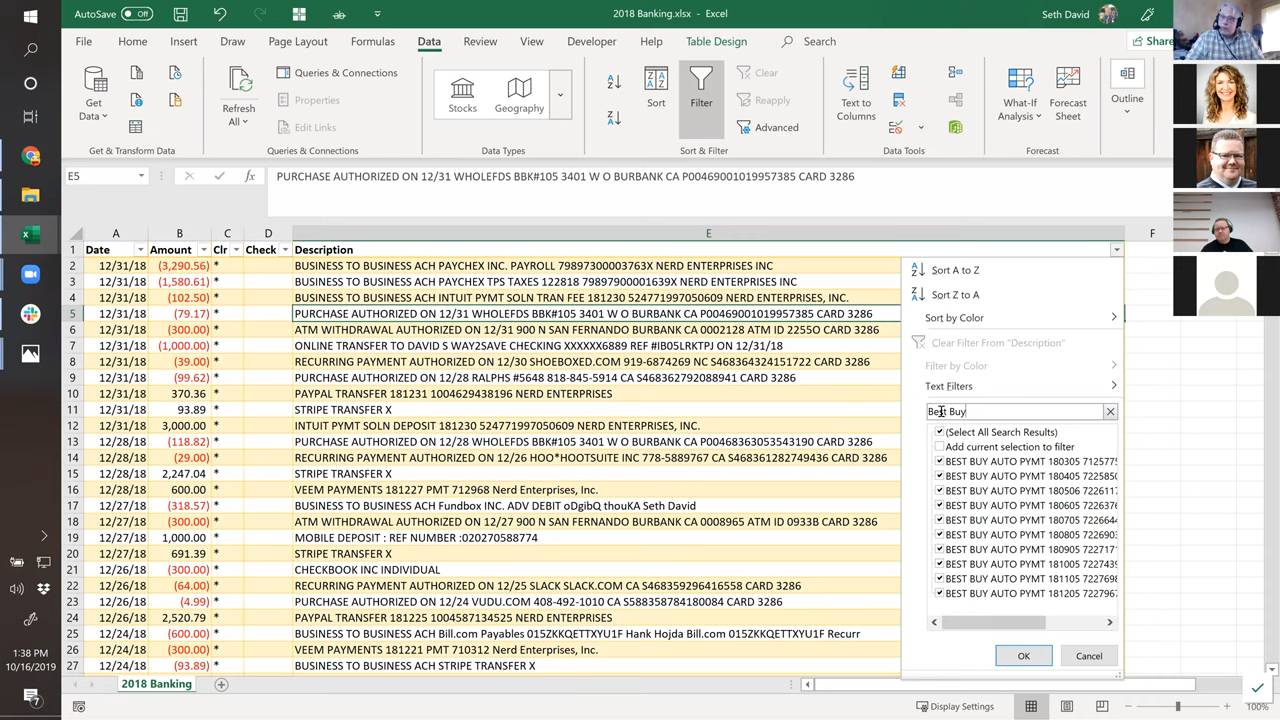 AutoSave Off
2018 Banking.xlsx - Excel
Seth David
File Home Insert Draw Page Layout Formulas Data Review View Developer Help Table Design Search Share
Get Data
Refresh All
Queries & Connections
Properties
Edit Links
Stocks
Geography
Sort
Filter
Clear
Reapply
Advanced
Text to Columns
What-If Analysis
Forecast Sheet
Outline
Get & Transform Data
Queries & Connections
Data Types
Sort & Filter
Data Tools
Forecast
E5 fx PURCHASE AUTHORIZED ON 12/31 WHOLEFDS BBK#105 3401 W O BURBANK CA P00469001019957385 CARD 3286
A B C D E F
1 Date Amount Clr Check Description
2 12/31/18 (3,290.56) * BUSINESS TO BUSINESS ACH PAYCHEX INC. PAYROLL 79897300003763X NERD ENTERPRISES INC
3 12/31/18 (1,580.61) * BUSINESS TO BUSINESS ACH PAYCHEX TPS TAXES 122818 798979000001639X NERD ENTERPRISES INC
4 12/31/18 (102.50) * BUSINESS TO BUSINESS ACH INTUIT PYMT SOLN TRAN FEE 181230 524771997050609 NERD ENTERPRISES, INC.
5 12/31/18 (79.17) * PURCHASE AUTHORIZED ON 12/31 WHOLEFDS BBK#105 3401 W O BURBANK CA P00469001019957385 CARD 3286
6 12/31/18 (300.00) * ATM WITHDRAWAL AUTHORIZED ON 12/31 900 N SAN FERNANDO BURBANK CA 0002128 ATM ID 2255O CARD 3286
7 12/31/18 (1,000.00) * ONLINE TRANSFER TO DAVID S WAY2SAVE CHECKING XXXXXX6889 REF #IB05LRKTPJ ON 12/31/18
8 12/31/18 (39.00) * RECURRING PAYMENT AUTHORIZED ON 12/30 SHOEBOXED.COM 919-6874269 NC S468364324151722 CARD 3286
9 12/31/18 (99.62) * PURCHASE AUTHORIZED ON 12/28 RALPHS #5648 818-845-5914 CA S468362792088941 CARD 3286
10 12/31/18 370.36 * PAYPAL TRANSFER 181231 1004629438196 NERD ENTERPRISES
11 12/31/18 93.89 * STRIPE TRANSFER X
12 12/31/18 3,000.00 * INTUIT PYMT SOLN DEPOSIT 181230 524771997050609 NERD ENTERPRISES, INC.
13 12/31/18 (118.82) * PURCHASE AUTHORIZED ON 12/28 WHOLEFDS BBK#105 3401 W O BURBANK CA P00468363053543190 CARD 3286
14 12/28/18 (29.00) * RECURRING PAYMENT AUTHORIZED ON 12/26 HOO*HOOTSUITE INC 778-5889767 CA S468361282749436 CARD 3286
15 12/28/18 2,247.04 * STRIPE TRANSFER X
16 12/28/18 600.00 * VEEM PAYMENTS 181227 PMT 712968 Nerd Enterprises, Inc.
17 12/28/18 (318.57) * BUSINESS TO BUSINESS ACH Fundbox INC. ADV DEBIT oDgibQ thouKA Seth David
18 12/28/18 (300.00) * ATM WITHDRAWAL AUTHORIZED ON 12/27 900 N SAN FERNANDO BURBANK CA 0008965 ATM ID 0933B CARD 3286
19 12/27/18 1,000.00 * MOBILE DEPOSIT : REF NUMBER :020270588774
20 12/27/18 691.39 * STRIPE TRANSFER X
21 12/26/18 (300.00) * CHECKBOOK INC INDIVIDUAL
22 12/26/18 (64.00) * RECURRING PAYMENT AUTHORIZED ON 12/25 SLACK SLACK.COM CA S468359296416558 CARD 3286
23 12/26/18 (4.99) * PURCHASE AUTHORIZED ON 12/24 VUDU.COM 408-492-1010 CA S588358784180084 CARD 3286
24 12/26/18 2,520.79 * PAYPAL TRANSFER 181225 1004587134525 NERD ENTERPRISES
25 12/24/18 (600.00) * BUSINESS TO BUSINESS ACH Bill.com Payables 015ZKKQETTXYU1F Hank Hojda Bill.com 015ZKKQETTXYU1F Recurr
26 12/24/18 (300.00) * VEEM PAYMENTS 181221 PMT 710312 Nerd Enterprises, Inc.
27 12/24/18 (93.89) * BUSINESS TO BUSINESS ACH STRIPE TRANSFER X
Sort A to Z
Sort Z to A
Sort by Color
Clear Filter From "Description"
Filter by Color
Text Filters
Best Buy
(Select All Search Results)
Add current selection to filter
BEST BUY AUTO PYMT 180305 7125775
BEST BUY AUTO PYMT 180405 7225850
BEST BUY AUTO PYMT 180506 7226117
BEST BUY AUTO PYMT 180605 7226376
BEST BUY AUTO PYMT 180705 7226644
BEST BUY AUTO PYMT 180805 7226903
BEST BUY AUTO PYMT 180905 7227171
BEST BUY AUTO PYMT 181005 7227439
BEST BUY AUTO PYMT 181105 7227698
BEST BUY AUTO PYMT 181205 7227967
OK
Cancel
2018 Banking
Display Settings
100%
1:38 PM
10/16/2019
7